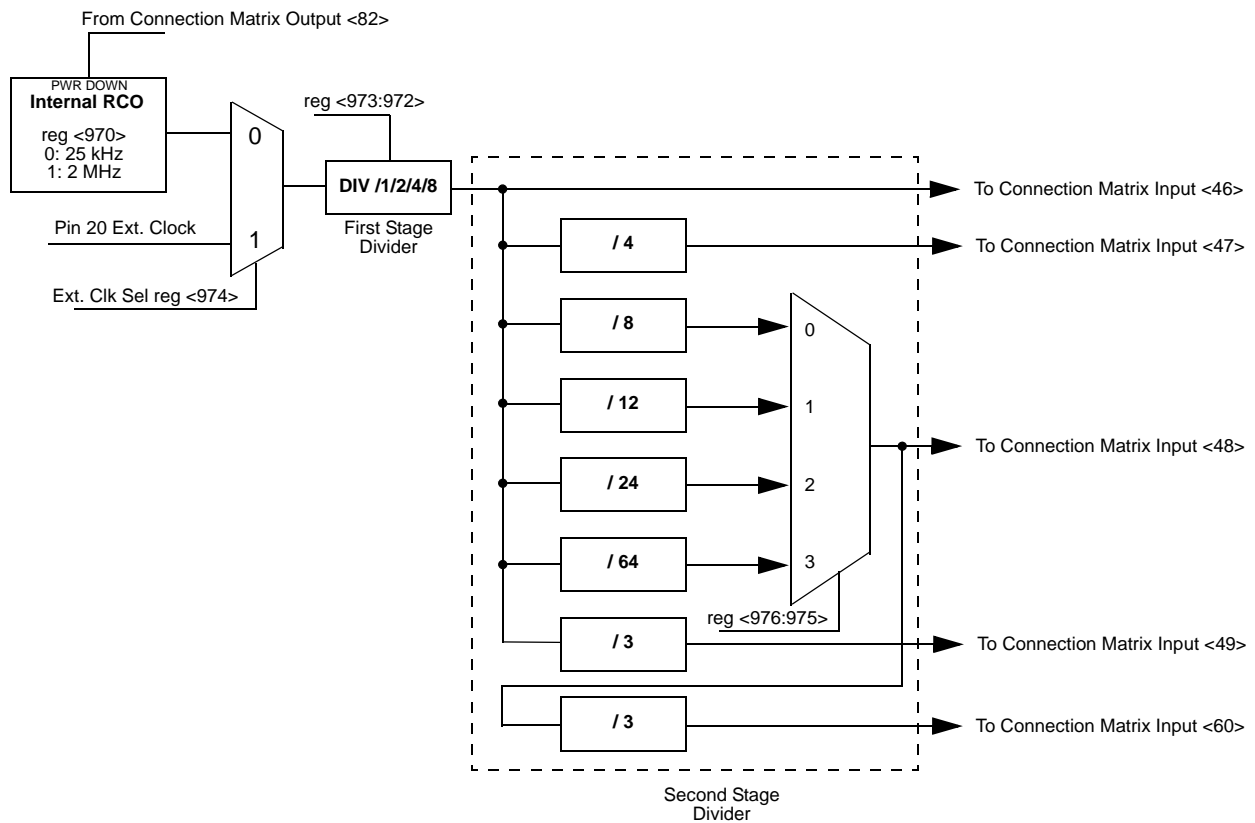 From Connection Matrix Output <82>
PWR DOWN
Internal RCO
reg <970>
0: 25 kHz
1: 2 MHz
0
1
Pin 20 Ext. Clock
Ext. Clk Sel reg <974>
reg <973:972>
DIV /1/2/4/8
First Stage
Divider
To Connection Matrix Input <46>
/ 4
To Connection Matrix Input <47>
/ 8
0
/ 12
1
/ 24
2
/ 64
3
To Connection Matrix Input <48>
reg <976:975>
/ 3
To Connection Matrix Input <49>
/ 3
To Connection Matrix Input <60>
Second Stage
Divider